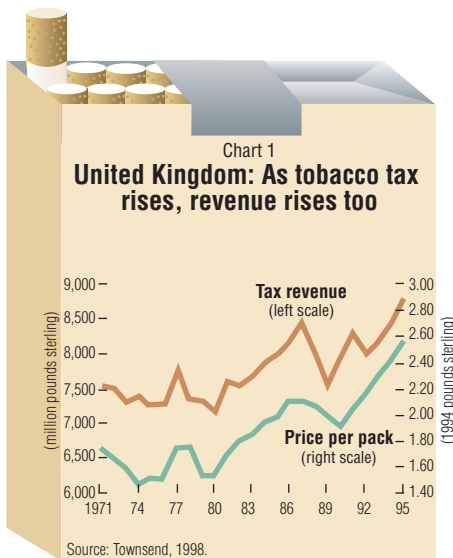 Chart 1
United Kingdom: As tobacco tax
rises, revenue rises too
(million pounds sterling)
9,000
8,500
8,000
7,500
7,000
6,500
6,000
Tax revenue
(left scale)
Price per pack
(right scale)
3.00
2.80
2.60
2.40
2.20
2.00
1.80
1.60
1.40
(1994 pounds sterling)
1971 74 77 80 83 86 89 92 95
Source: Townsend, 1998.